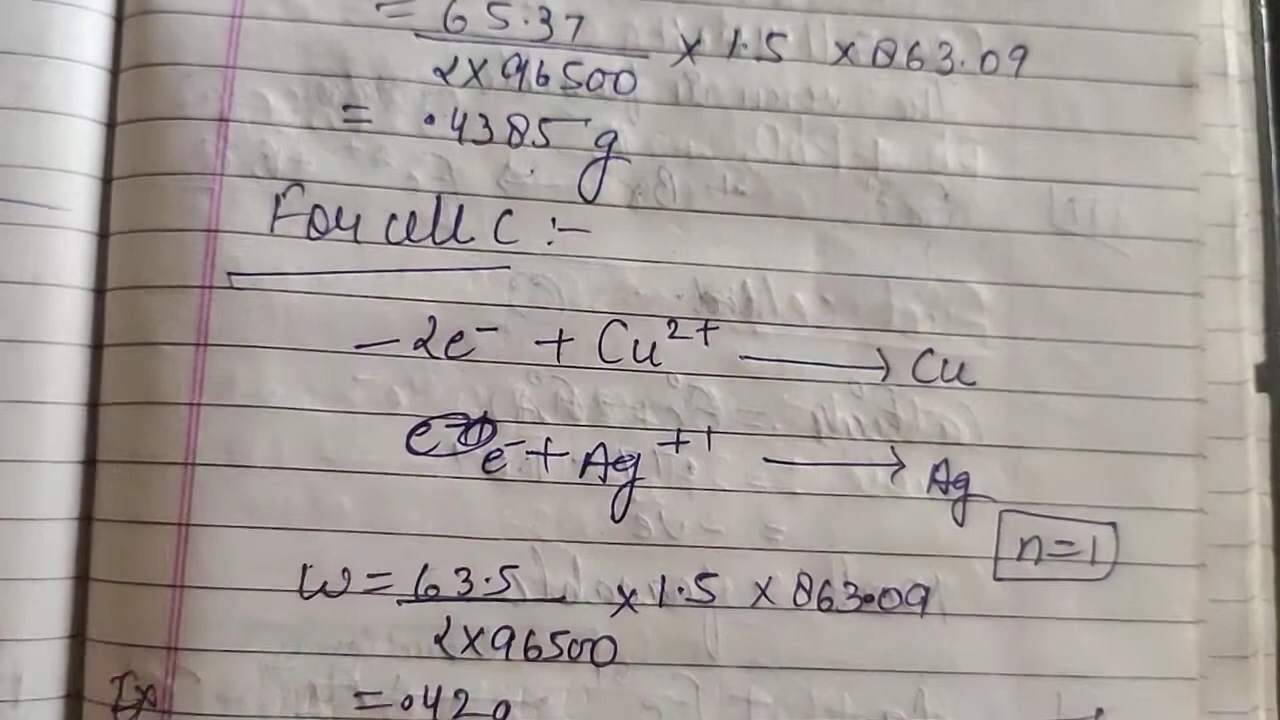 = 65.37 / 2×96500 × 1.5 × 863.09
= .4385 g
For cell C :-
-2e⁻ + Cu²⁺ ⟶ Cu
e⁻ + Ag⁺¹ ⟶ Ag
n=1
W = 63.5 / 2×96500 × 1.5 × 863.09
= .420